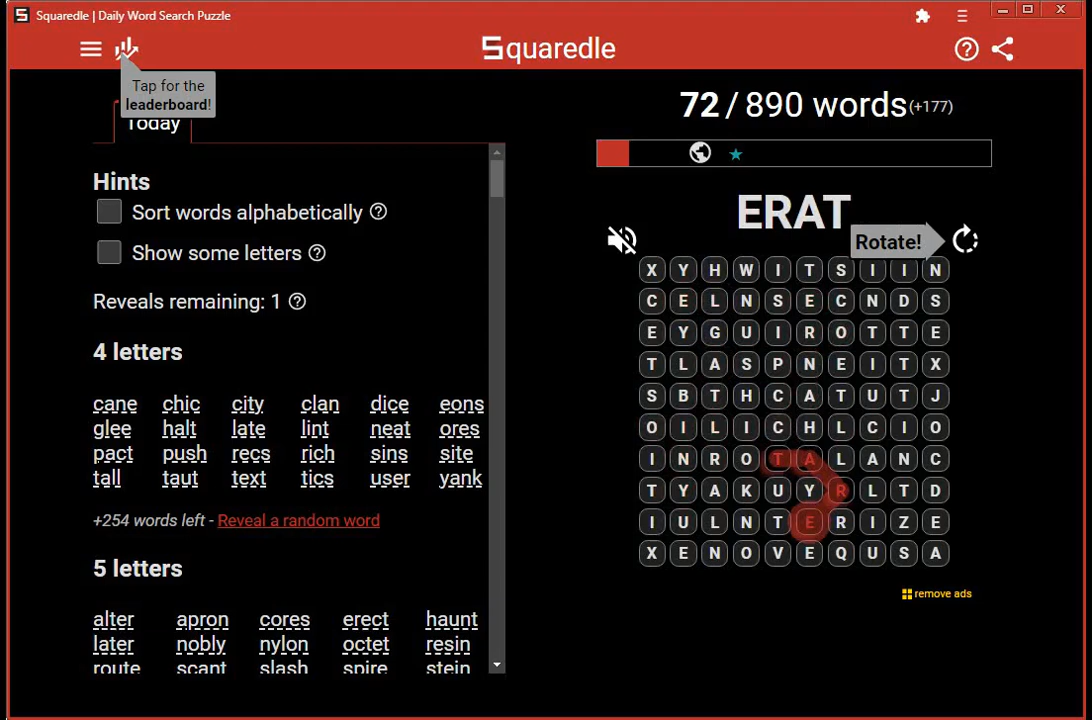 Squaredle | Daily Word Search Puzzle
Squaredle
Tap for the
leaderboard!
Today
72 / 890 words (+177)
Hints
Sort words alphabetically
Show some letters
Reveals remaining: 1
ERAT
Rotate!
4 letters
cane chic city clan dice eons
glee halt late lint neat ores
pact push recs rich sins site
tall taut text tics user yank
+254 words left - Reveal a random word
5 letters
alter apron cores erect haunt
later nobly nylon octet resin
route scant slash spire stein
X Y H W I T S I I N
C E L N S E C N D S
E Y G U I R O T T E
T L A S P N E I T X
S B T H C A T U T J
O I L I C H L C I O
I N R O T A L A N C
T Y A K U Y R L T D
I U L N T E R I Z E
X E N O V E Q U S A
remove ads